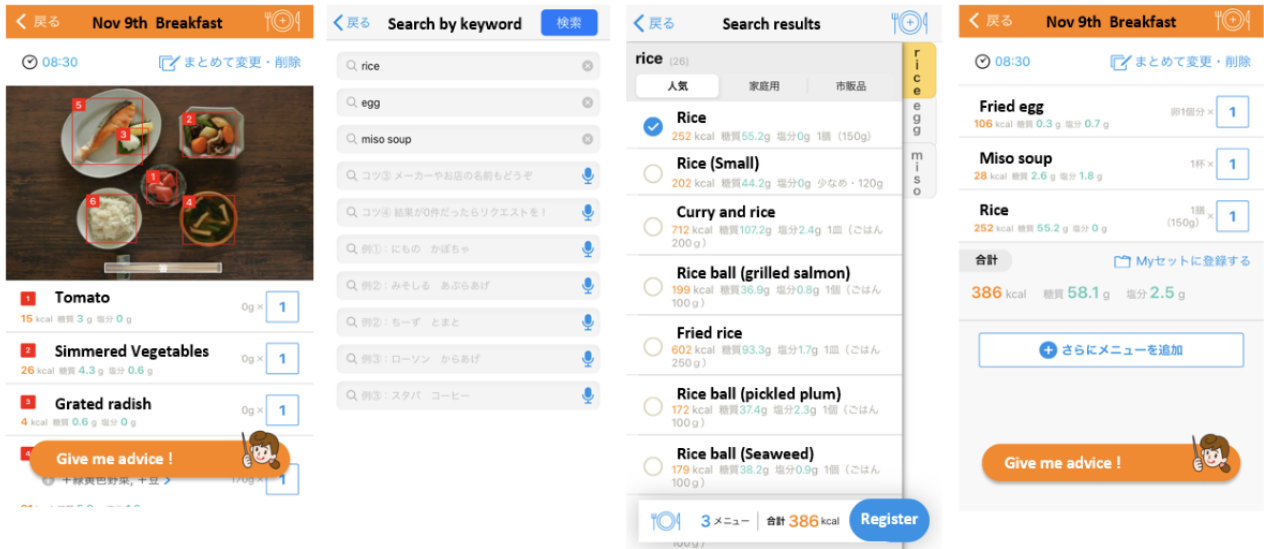 戻る Nov 9th Breakfast
08:30 まとめて変更・削除
5
2
3
1
6
4
1 Tomato
0g× 1
15 kcal 糖質 3 g 塩分 0 g
2 Simmered Vegetables
0g× 1
26 kcal 糖質 4.3 g 塩分 0.6 g
3 Grated radish
0g× 1
4 kcal 糖質 0.6 g 塩分 0 g
4
Give me advice !
+緑黄色野菜, +豆 170g× 1
戻る Search by keyword 検索
rice
egg
miso soup
コツ③ メーカーやお店の名前もどうぞ
コツ④ 結果が0件だったらリクエストを!
例①:にもの かぼちゃ
例②:みそしる あぶらあげ
例②:ちーず とまと
例③:ローソン からあげ
例③:スタバ コーヒー
戻る Search results
rice (26)
人気 家庭用 市販品
rice
egg
miso
Rice
252 kcal 糖質55.2g 塩分0g 1膳(150g)
Rice (Small)
202 kcal 糖質44.2g 塩分0g 少なめ・120g
Curry and rice
712 kcal 糖質107.2g 塩分2.4g 1皿(ごはん
200g)
Rice ball (grilled salmon)
199 kcal 糖質36.9g 塩分0.8g 1個(ごはん
100g)
Fried rice
602 kcal 糖質93.3g 塩分1.7g 1皿(ごはん
250g)
Rice ball (pickled plum)
172 kcal 糖質37.4g 塩分2.3g 1個(ごはん
100g)
Rice ball (Seaweed)
179 kcal 糖質38.2g 塩分0.9g 1個(ごはん
100g)
3 メニュー 合計 386 kcal Register
戻る Nov 9th Breakfast
08:30 まとめて変更・削除
Fried egg
卵1個分× 1
106 kcal 糖質 0.3 g 塩分 0.7 g
Miso soup
1杯× 1
28 kcal 糖質 2.6 g 塩分 1.8 g
Rice
1膳
(150g) × 1
252 kcal 糖質 55.2 g 塩分 0 g
合計 Myセットに登録する
386 kcal 糖質 58.1 g 塩分 2.5 g
さらにメニューを追加
Give me advice !